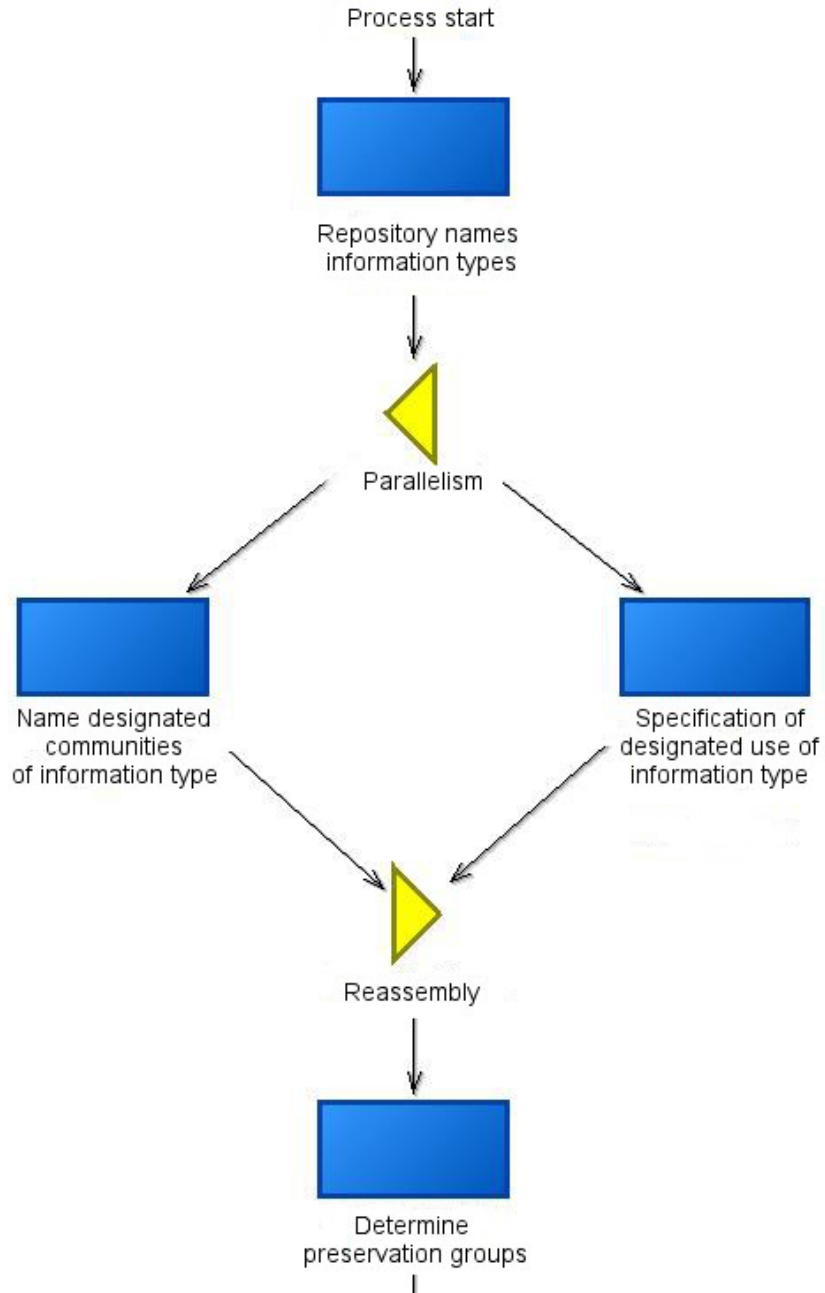 Process start
Repository names
information types
Parallelism
Name designated
communities
of information type
Specification of
designated use of
information type
Reassembly
Determine
preservation groups